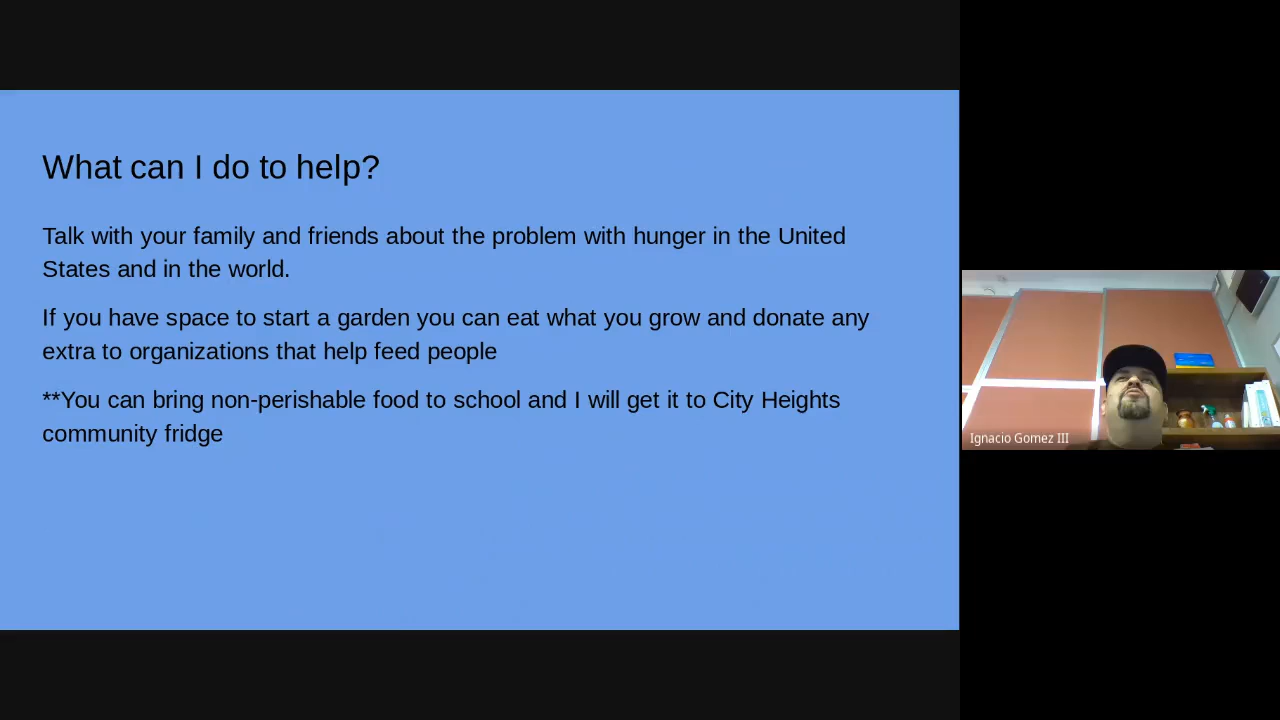 What can I do to help?
Talk with your family and friends about the problem with hunger in the United
States and in the world.
If you have space to start a garden you can eat what you grow and donate any
extra to organizations that help feed people
**You can bring non-perishable food to school and I will get it to City Heights
community fridge
Ignacio Gomez III